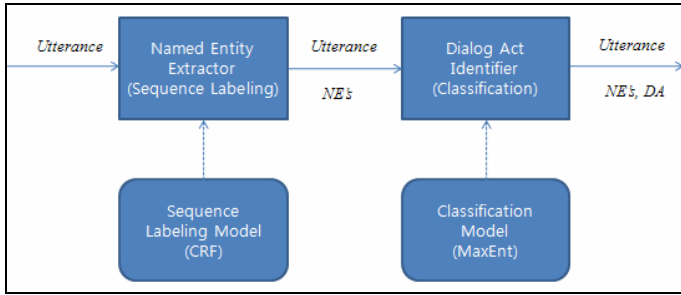 Utterance
Named Entity
Extractor
(Sequence Labeling)
Utterance
NE's
Dialog Act
Identifier
(Classification)
Utterance
NE's, DA
Sequence
Labeling Model
(CRF)
Classification
Model
(MaxEnt)